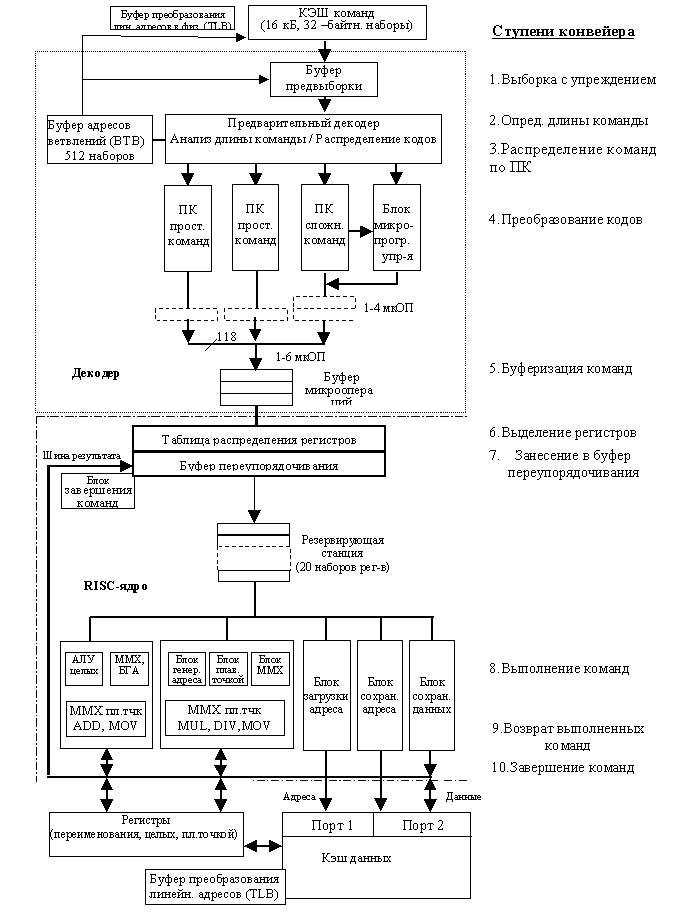 Буфер преобразования
лин. адресов в физ. (TLB)
КЭШ команд
(16 кБ, 32 –байтн. наборы)
Ступени конвейера
Буфер
предвыборки
1.Выборка с упреждением
Буфер адресов
ветвлений (BTB)
512 наборов
Предварительный декодер
Анализ длины команды / Распределение кодов
2.Опред. длины команды
3.Распределение команд
по ПК
ПК
прост.
команд
ПК
прост.
команд
ПК
сложн.
команд
Блок
микро-
прогр.
упр-я
4.Преобразование кодов
1-4 мкОП
118
1-6 мкОП
Декодер
Буфер
микроопера
ций
5.Буферизация команд
Таблица распределения регистров
6.Выделение регистров
Шина результата
Буфер переупорядочивания
7. Занесение в буфер
переупорядочивания
Блок
завершения
команд
Резервирующая
станция
(20 наборов рег-в)
RISC-ядро
АЛУ
целых
MMX,
БГА
MMX пл.тчк
ADD, MOV
Блок
генер.
адреса
Блок
плав.
точкой
Блок
MMX
MMX пл.тчк
MUL, DIV,MOV
Блок
загрузки
адреса
Блок
сохран.
адреса
Блок
сохран.
данных
8.Выполнение команд
9.Возврат выполненных
команд
10.Завершение команд
Адреса
Данные
Регистры
(переименования, целых, пл.точкой)
Порт 1
Порт 2
Кэш данных
Буфер преобразования
линейн. адресов (TLB)